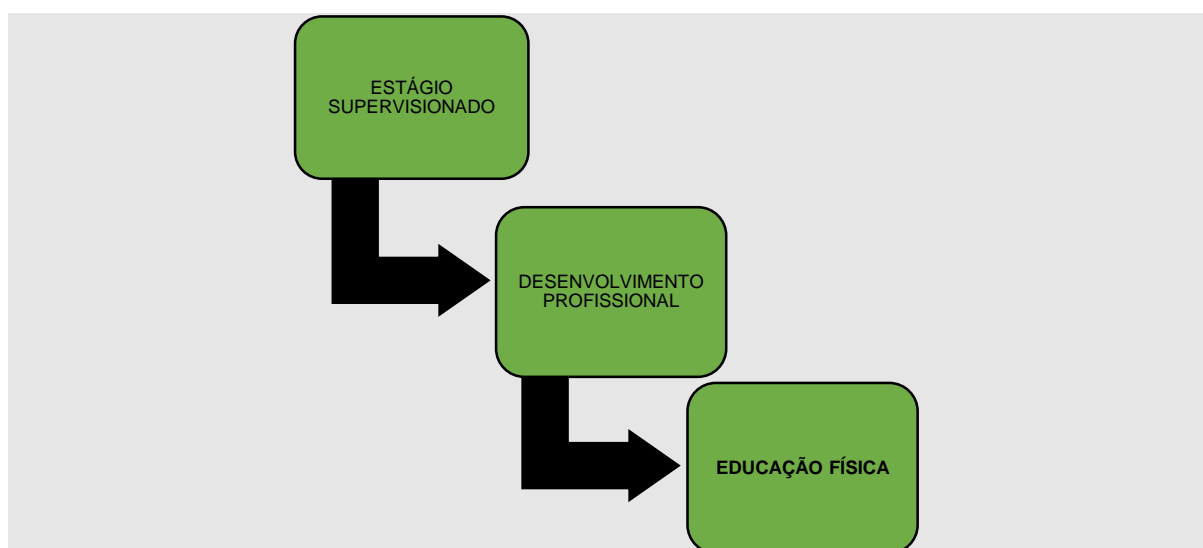 ESTÁGIO
SUPERVISIONADO
DESENVOLVIMENTO
PROFISSIONAL
EDUCAÇÃO FÍSICA